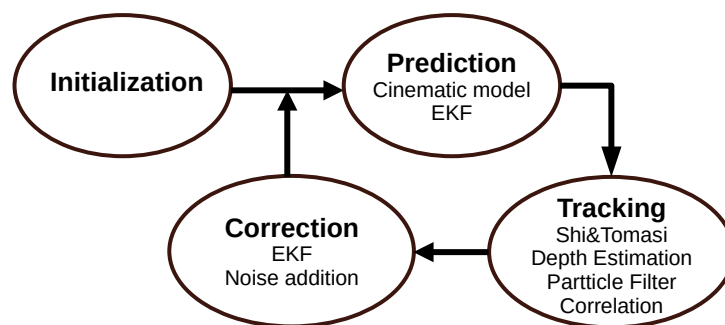 Initialization
Prediction
Cinematic model
EKF
Tracking
Shi&Tomasi
Depth Estimation
Partticle Filter
Correlation
Correction
EKF
Noise addition